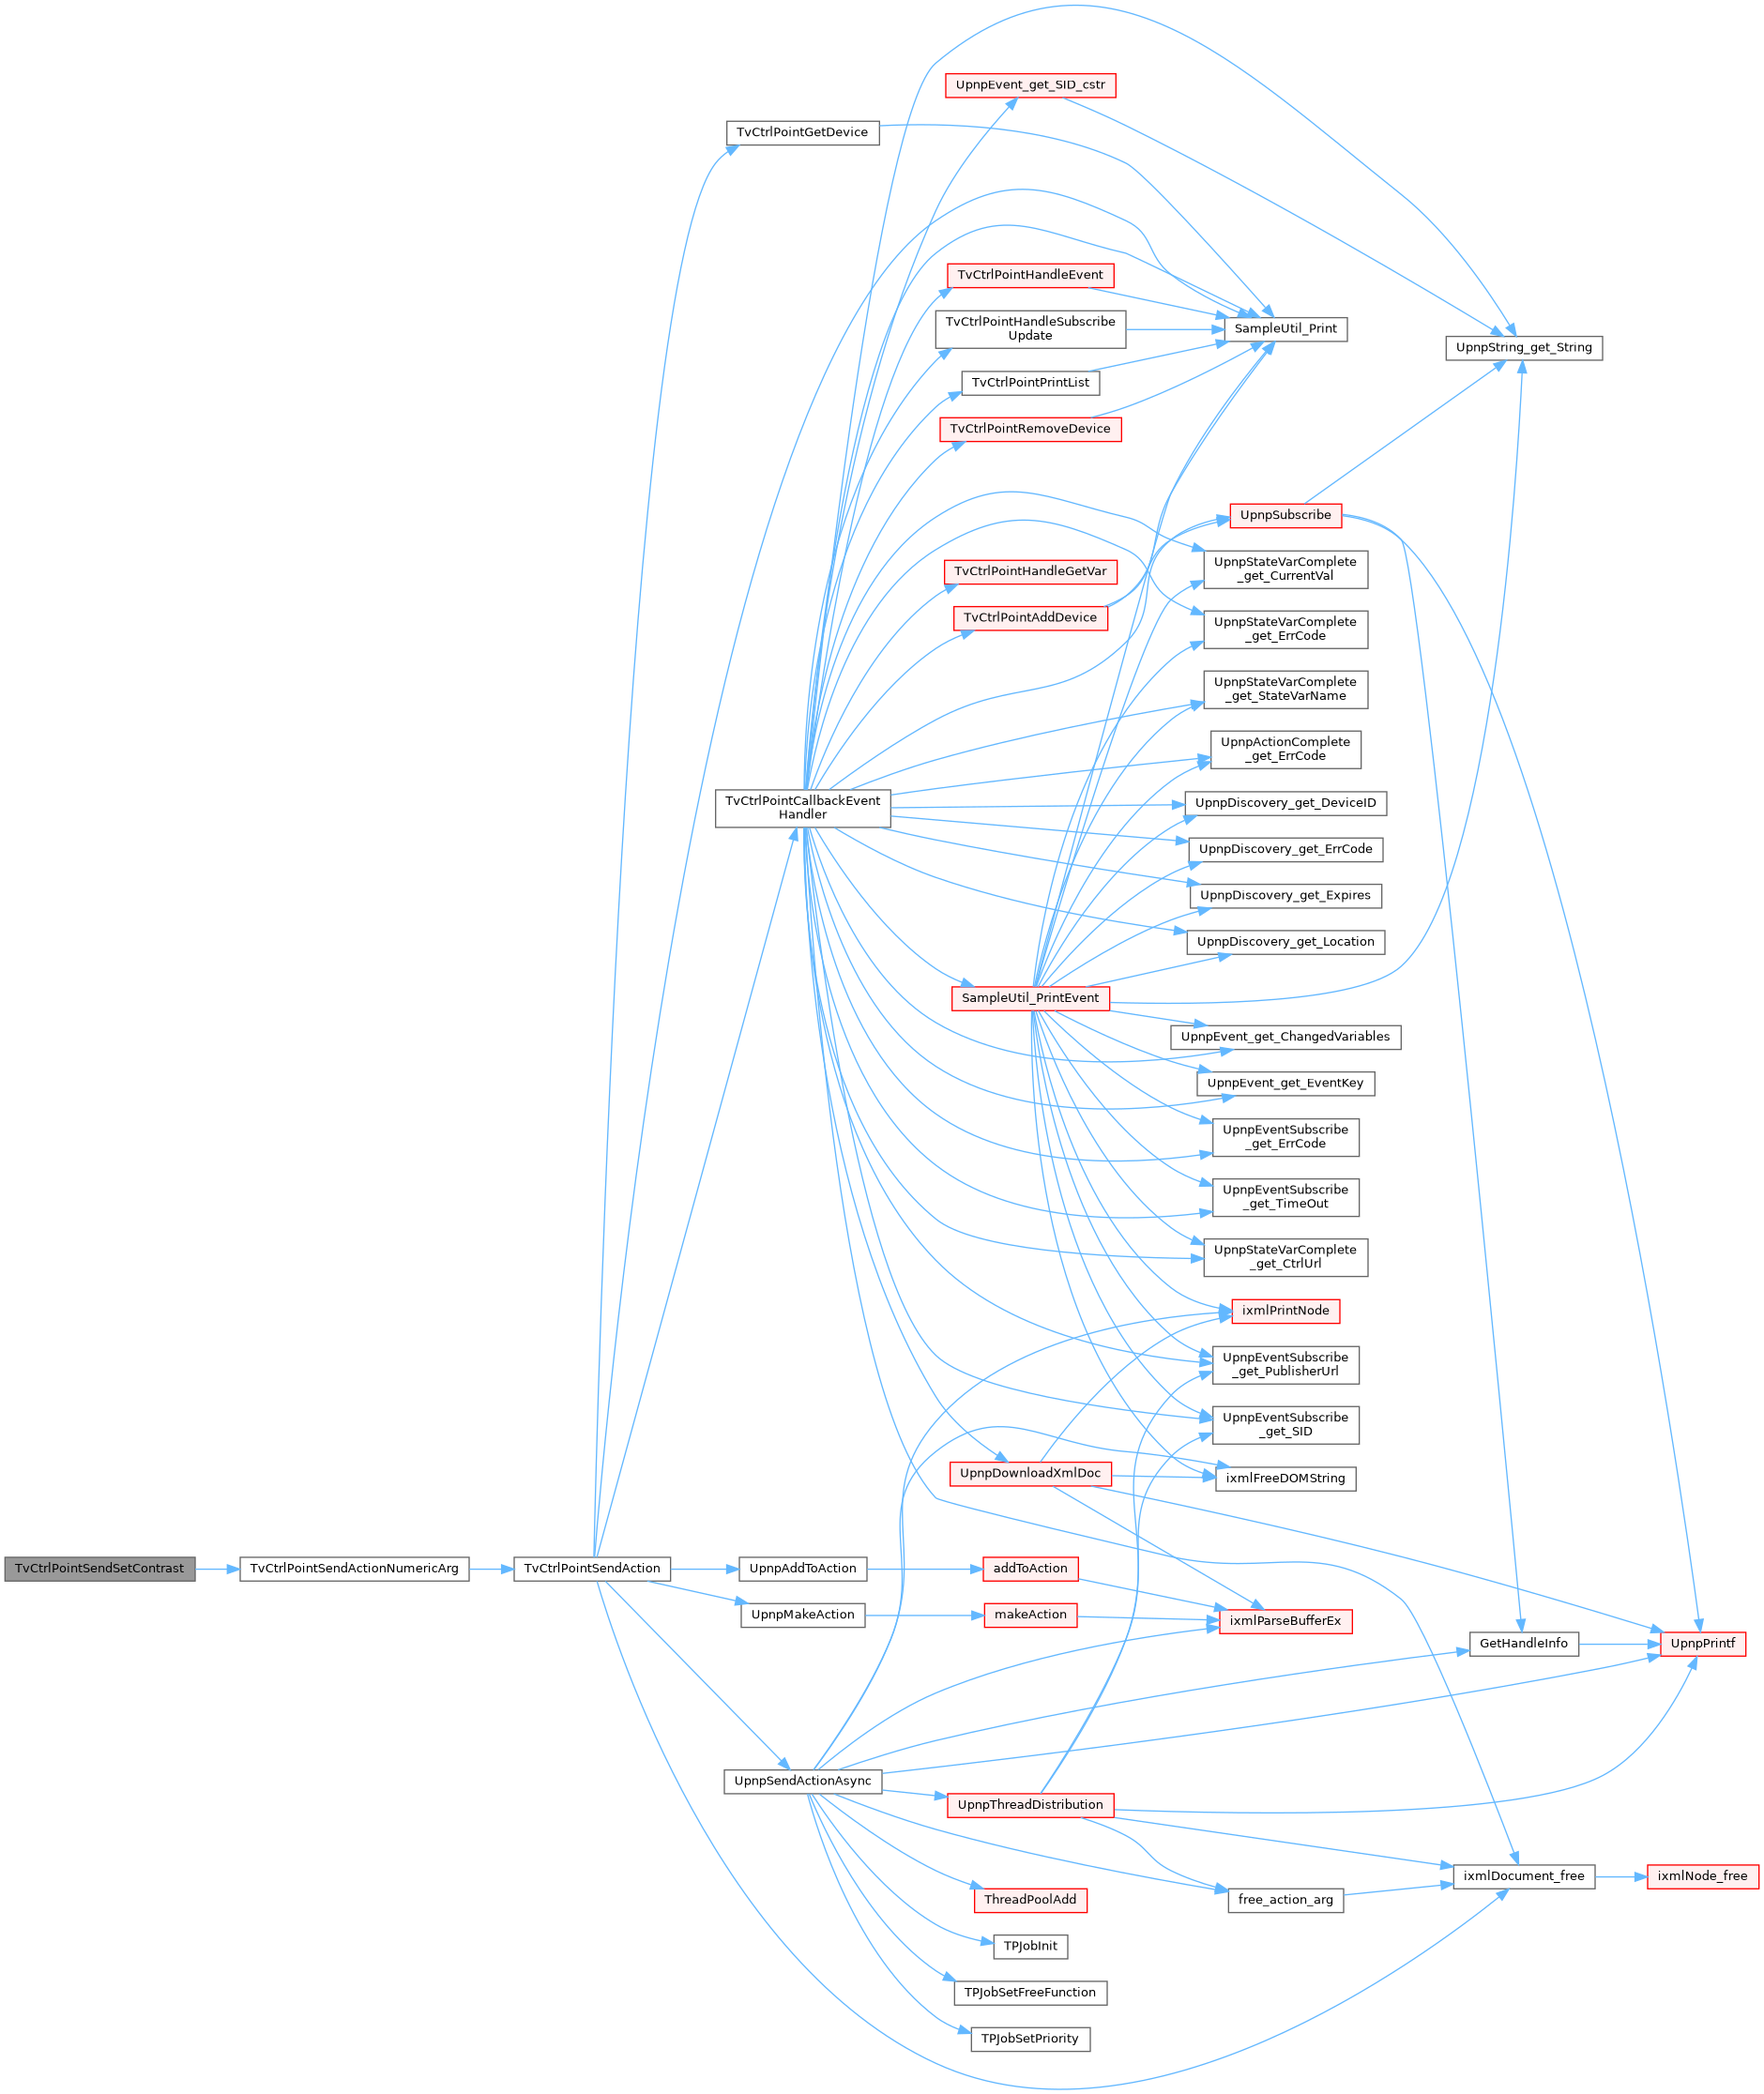 UpnpEvent_get_SID_cstr
TvCtrlPointGetDevice
TvCtrlPointHandleEvent
TvCtrlPointHandleSubscribe
Update
SampleUtil_Print
UpnpString_get_String
TvCtrlPointPrintList
TvCtrlPointRemoveDevice
UpnpSubscribe
UpnpStateVarComplete
_get_CurrentVal
TvCtrlPointHandleGetVar
TvCtrlPointAddDevice
UpnpStateVarComplete
_get_ErrCode
UpnpStateVarComplete
_get_StateVarName
UpnpActionComplete
_get_ErrCode
TvCtrlPointCallbackEvent
Handler
UpnpDiscovery_get_DeviceID
UpnpDiscovery_get_ErrCode
UpnpDiscovery_get_Expires
UpnpDiscovery_get_Location
SampleUtil_PrintEvent
UpnpEvent_get_ChangedVariables
UpnpEvent_get_EventKey
UpnpEventSubscribe
_get_ErrCode
UpnpEventSubscribe
_get_TimeOut
UpnpStateVarComplete
_get_CtrlUrl
ixmlPrintNode
UpnpEventSubscribe
_get_PublisherUrl
UpnpEventSubscribe
_get_SID
UpnpDownloadXmlDoc
ixmlFreeDOMString
TvCtrlPointSendSetContrast
TvCtrlPointSendActionNumericArg
TvCtrlPointSendAction
UpnpAddToAction
addToAction
UpnpMakeAction
makeAction
ixmlParseBufferEx
GetHandleInfo
UpnpPrintf
UpnpSendActionAsync
UpnpThreadDistribution
ThreadPoolAdd
free_action_arg
ixmlDocument_free
ixmlNode_free
TPJobInit
TPJobSetFreeFunction
TPJobSetPriority